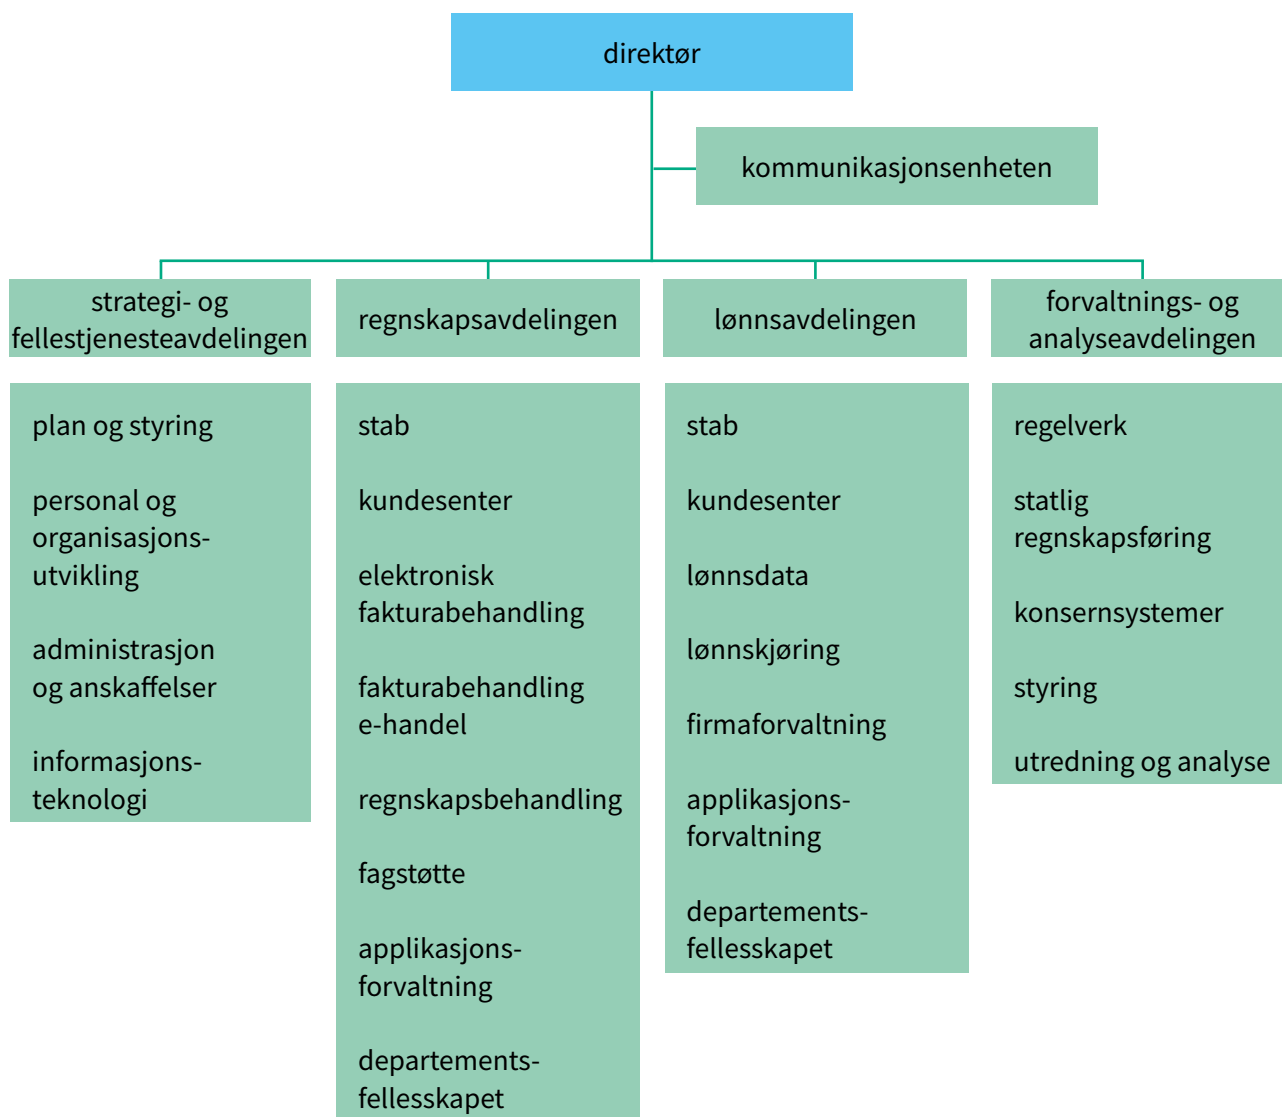 direktør
kommunikasjonsenheten
strategi- og
fellestjenesteavdelingen
regnskapsavdelingen
lønnsavdelingen
forvaltnings- og
analyseavdelingen
plan og styring
personal og
organisasjons-
utvikling
administrasjon
og anskaffelser
informasjons-
teknologi
stab
kundesenter
elektronisk
fakturabehandling
fakturabehandling
e-handel
regnskapsbehandling
fagstøtte
applikasjons-
forvaltning
departements-
fellesskapet
stab
kundesenter
lønnsdata
lønnskjøring
firmaforvaltning
applikasjons-
forvaltning
departements-
fellesskapet
regelverk
statlig
regnskapsføring
konsernsystemer
styring
utredning og analyse